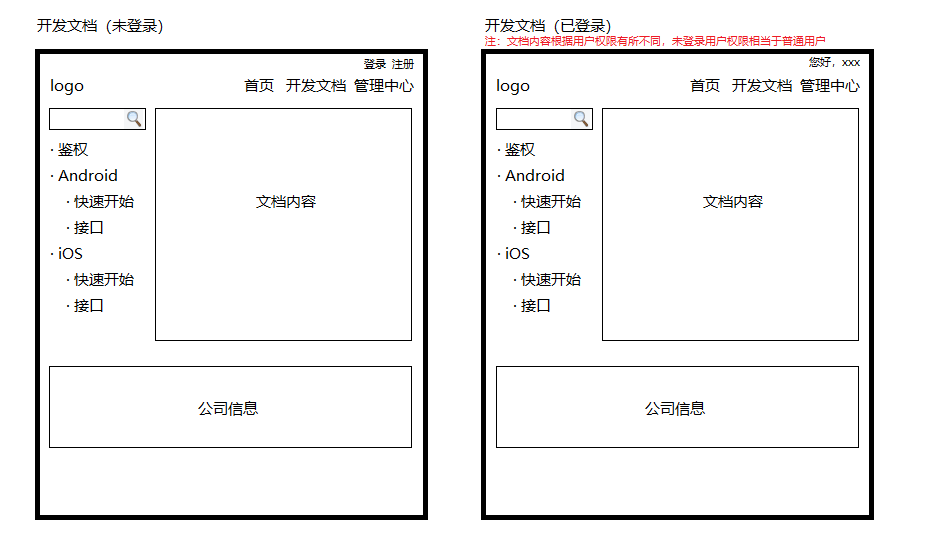 开发文档（未登录）
登录 注册
logo
首页 开发文档 管理中心
· 鉴权
· Android
· 快速开始
· 接口
· iOS
· 快速开始
· 接口
文档内容
公司信息
开发文档（已登录）
注：文档内容根据用户权限有所不同，未登录用户权限相当于普通用户
您好，xxx
logo
首页 开发文档 管理中心
· 鉴权
· Android
· 快速开始
· 接口
· iOS
· 快速开始
· 接口
文档内容
公司信息